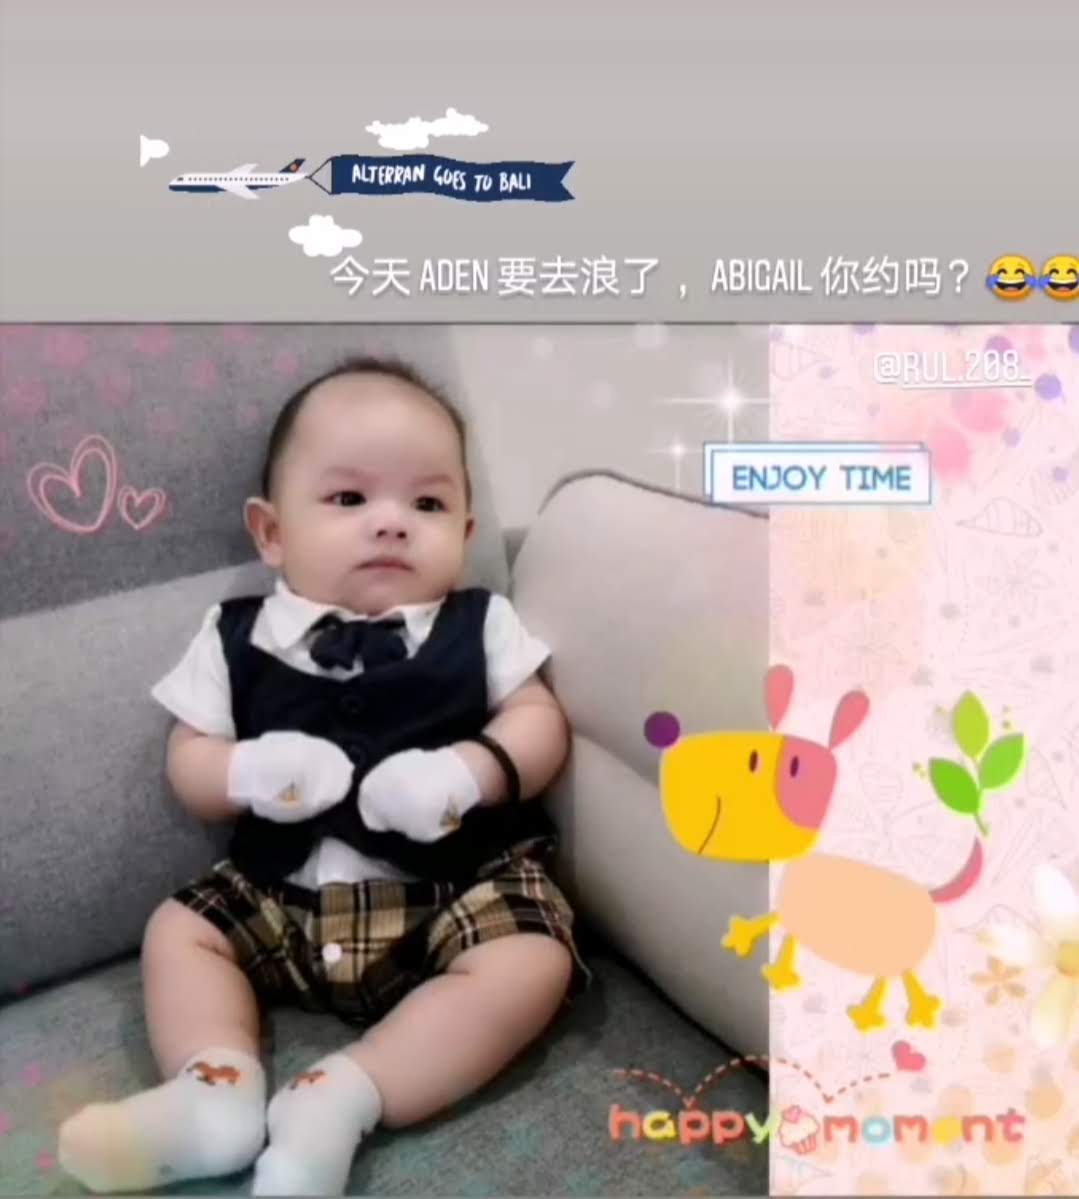 ALTERRAN GOES TO BALI
今天 ADEN 要去浪了 ，ABIGAIL 你约吗？😂😂
@RUL.208_
ENJOY TIME
happy moment